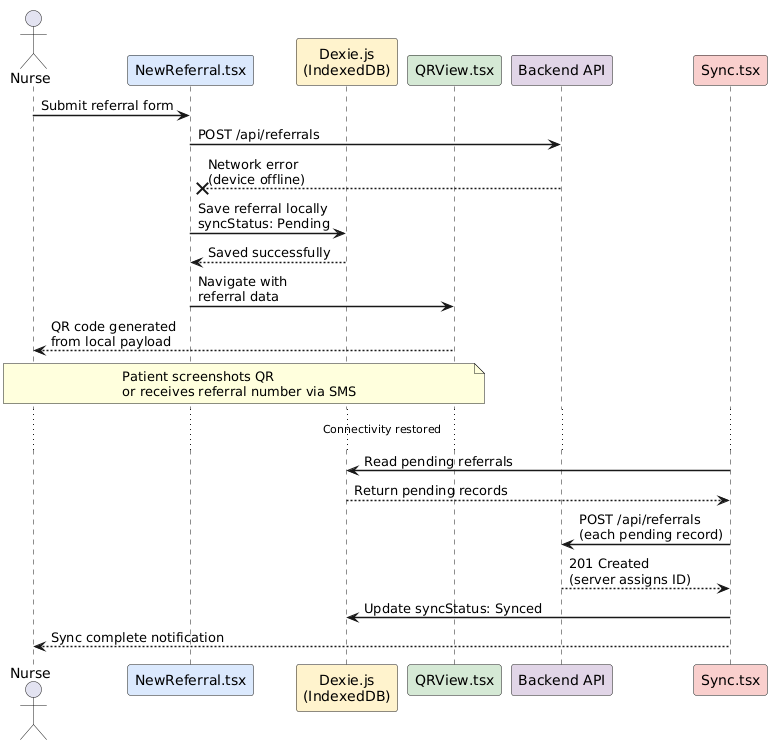 Nurse
NewReferral.tsx
Dexie.js
(IndexedDB)
QRView.tsx
Backend API
Sync.tsx
Submit referral form
POST /api/referrals
Network error
(device offline)
Save referral locally
syncStatus: Pending
Saved successfully
Navigate with
referral data
QR code generated
from local payload
Patient screenshots QR
or receives referral number via SMS
Connectivity restored
Read pending referrals
Return pending records
POST /api/referrals
(each pending record)
201 Created
(server assigns ID)
Update syncStatus: Synced
Sync complete notification
Nurse
NewReferral.tsx
Dexie.js
(IndexedDB)
QRView.tsx
Backend API
Sync.tsx